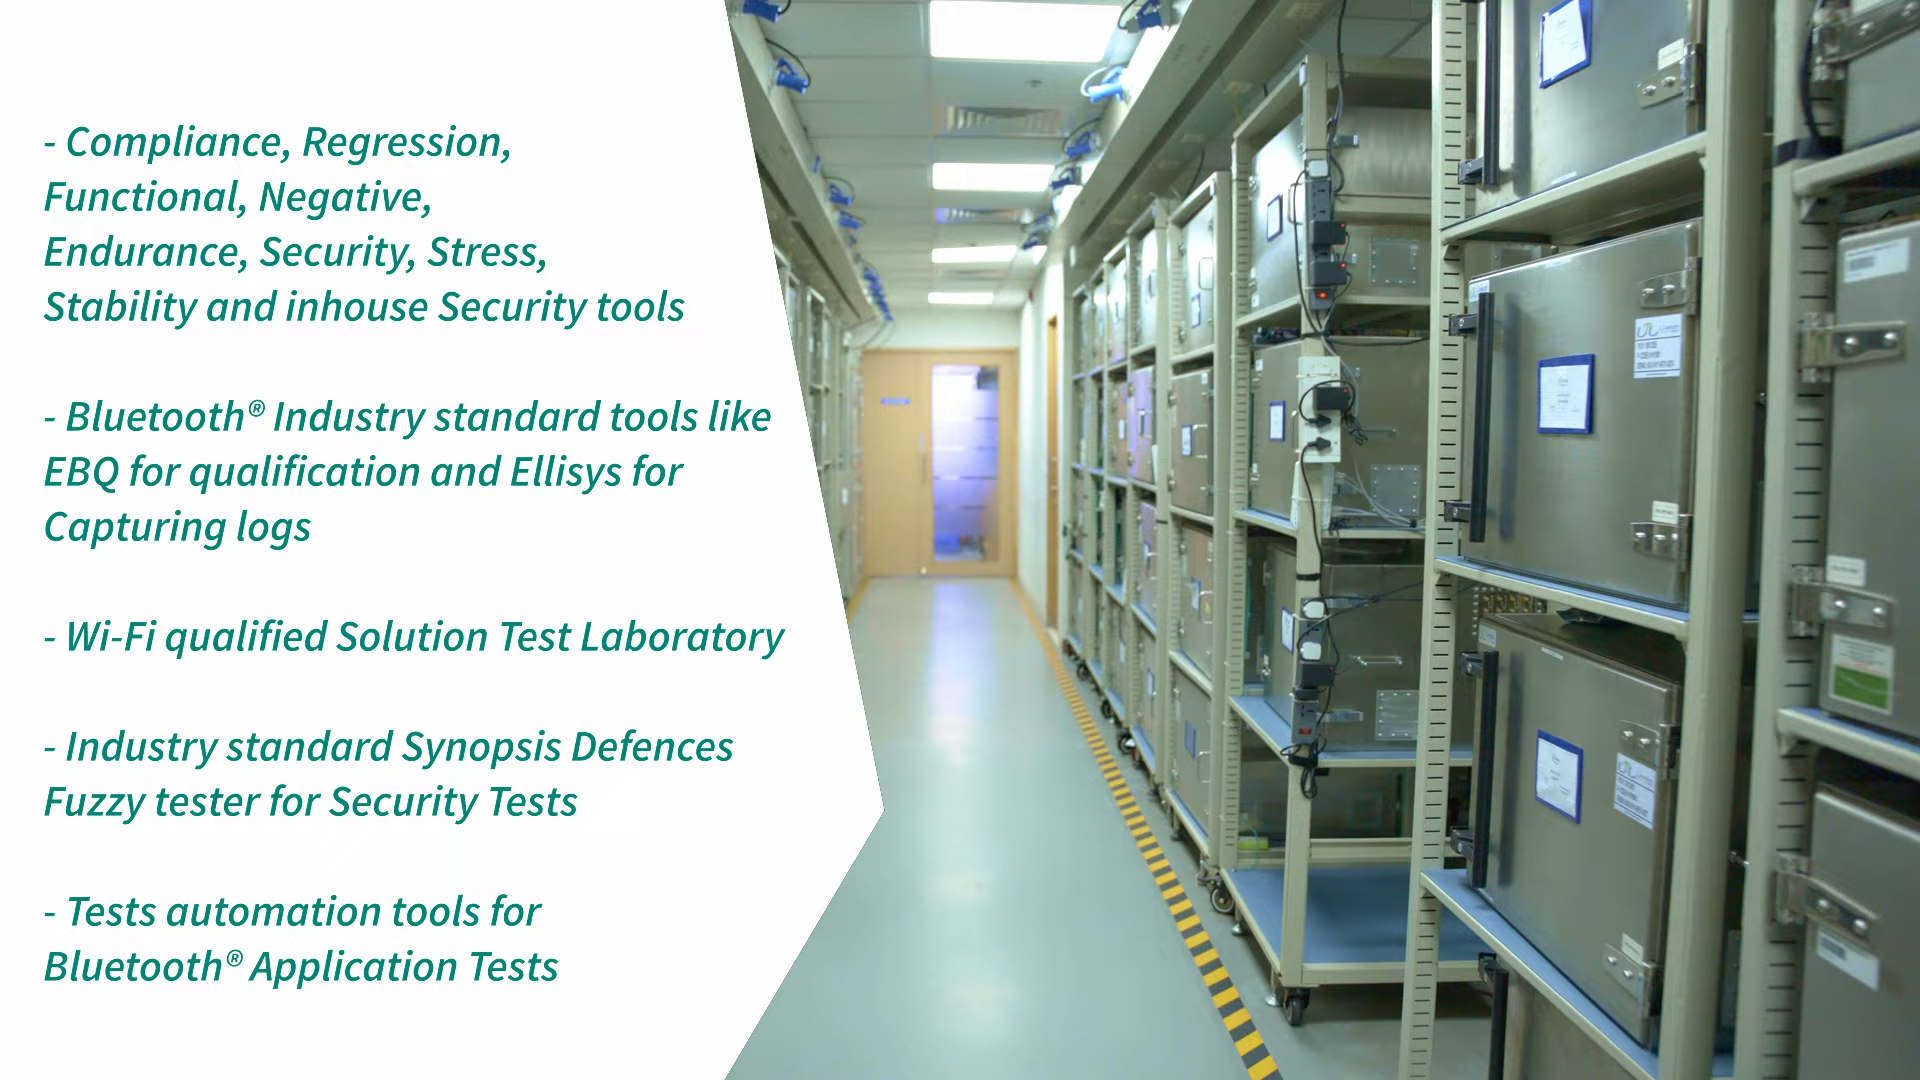 - Compliance, Regression,
Functional, Negative,
Endurance, Security, Stress,
Stability and inhouse Security tools
- Bluetooth® Industry standard tools like
EBQ for qualification and Ellisys for
Capturing logs
- Wi-Fi qualified Solution Test Laboratory
- Industry standard Synopsis Defences
Fuzzy tester for Security Tests
- Tests automation tools for
Bluetooth® Application Tests